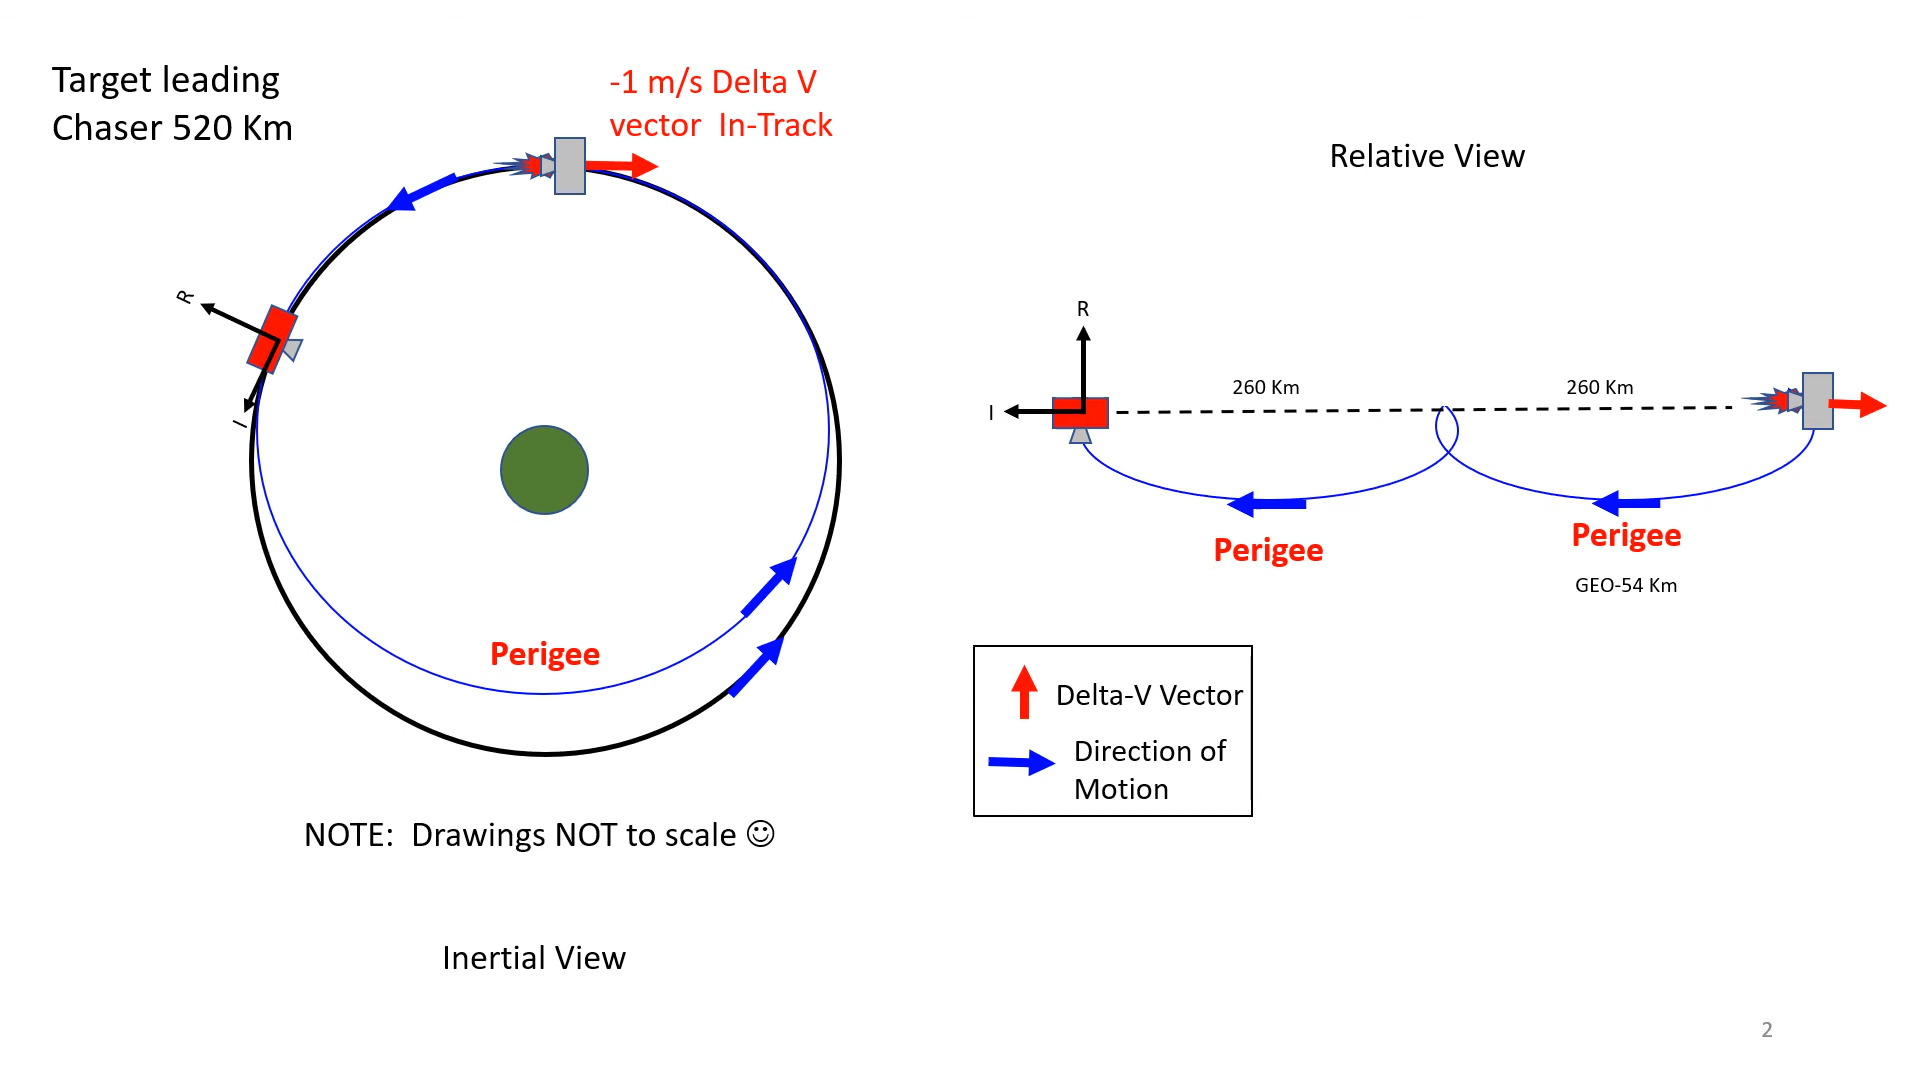 Target leading
Chaser 520 Km
-1 m/s Delta V
vector In-Track
R
I
Perigee
NOTE: Drawings NOT to scale ☺
Inertial View
Relative View
R
I
260 Km
260 Km
Perigee
Perigee
GEO-54 Km
Delta-V Vector
Direction of
Motion
2